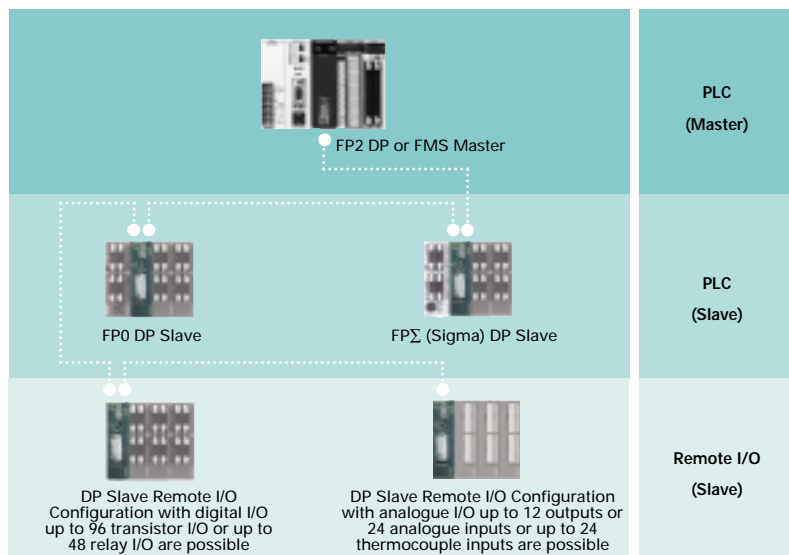 PLC
(Master)
FP2 DP or FMS Master
PLC
(Slave)
FP0 DP Slave
FPΣ (Sigma) DP Slave
Remote I/O
(Slave)
DP Slave Remote I/O
Configuration with digital I/O
up to 96 transistor I/O or up to
48 relay I/O are possible
DP Slave Remote I/O Configuration
with analogue I/O up to 12 outputs or
24 analogue inputs or up to 24
thermocouple inputs are possible